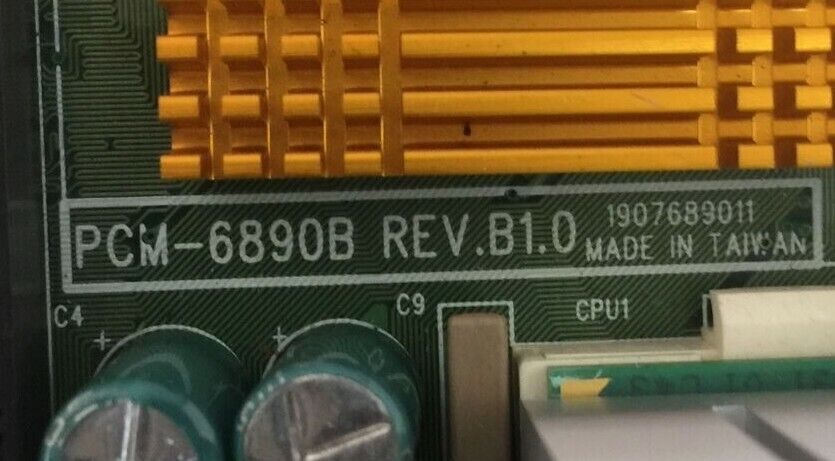 PCM-6890B REV.B1.0
1907689011
MADE IN TAIWAN
C4
C9
CPU1
+
+